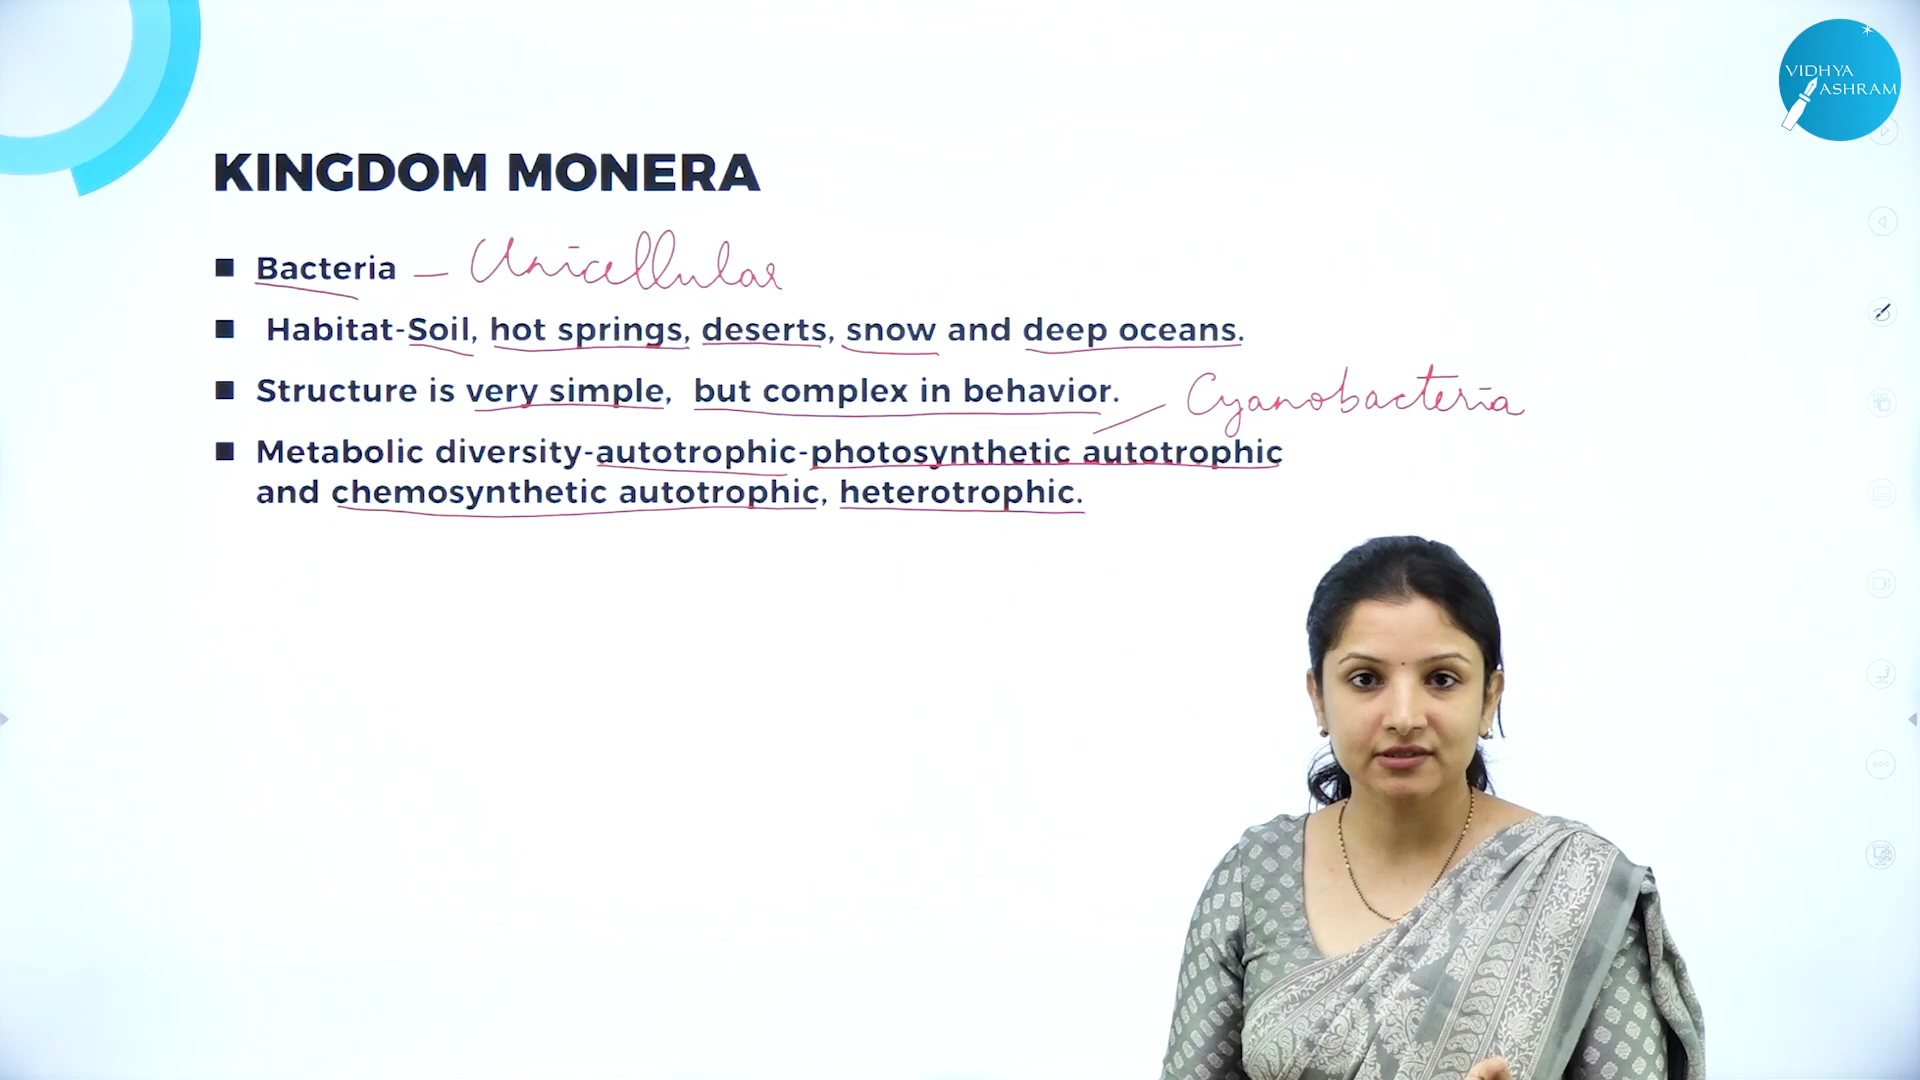 VIDHYA
ASHRAM
KINGDOM MONERA
Bacteria — Unicellular
Habitat-Soil, hot springs, deserts, snow and deep oceans.
Structure is very simple, but complex in behavior.
Cyanobacteria
Metabolic diversity-autotrophic-photosynthetic autotrophic
and chemosynthetic autotrophic, heterotrophic.